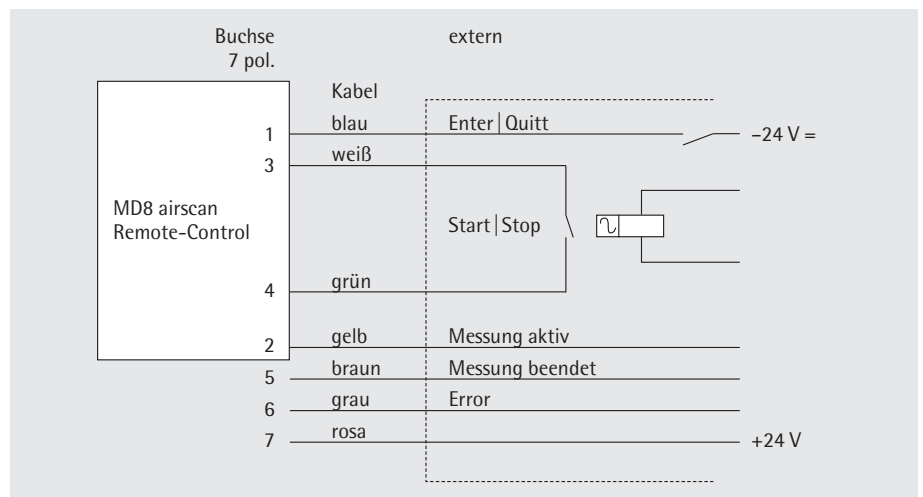 Buchse
7 pol.
extern
Kabel
1 blau Enter | Quitt −24 V =
3 weiß
MD8 airscan
Remote-Control
Start | Stop
4 grün
2 gelb Messung aktiv
5 braun Messung beendet
6 grau Error
7 rosa +24 V